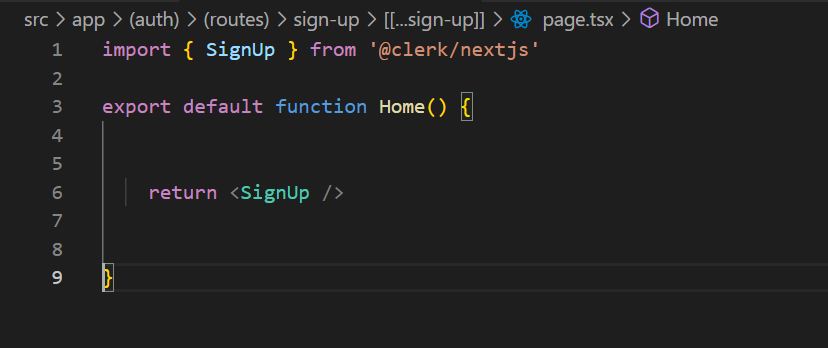 src > app > (auth) > (routes) > sign-up > [[...sign-up]] > page.tsx > Home
1 import { SignUp } from '@clerk/nextjs'
2
3 export default function Home() {
4
5
6     return <SignUp />
7
8
9 }